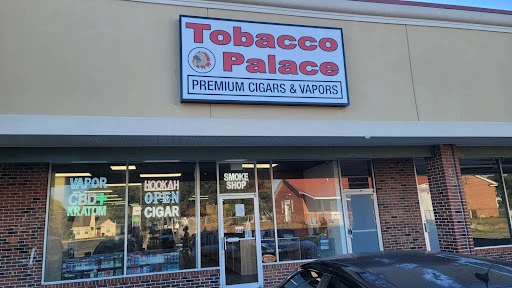 Tobacco
Palace
PREMIUM CIGARS & VAPORS
SMOKE
SHOP
VAPOR
CBD+
KRATOM
HOOKAH
OPEN
CIGAR